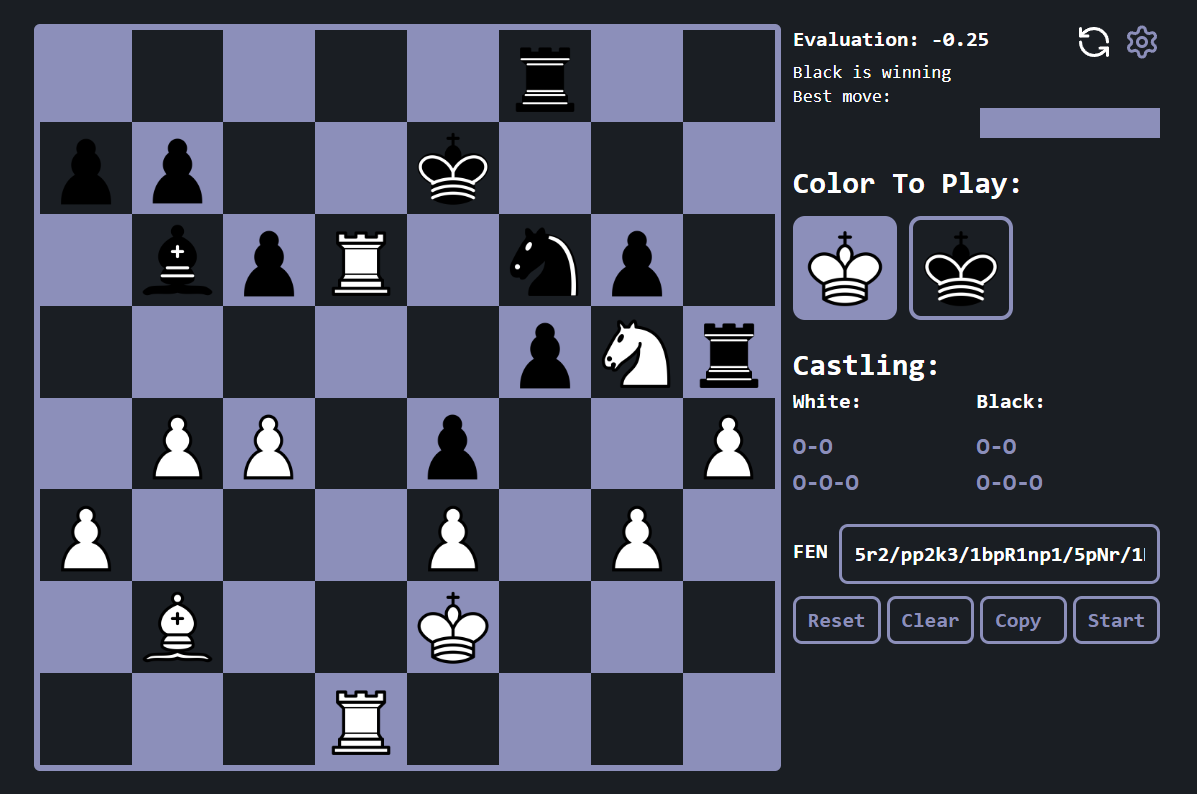 Evaluation: -0.25
Black is winning
Best move:
Color To Play:
Castling:
White: Black:
O-O O-O
O-O-O O-O-O
FEN 5r2/pp2k3/1bpR1np1/5pNr/1
Reset Clear Copy Start